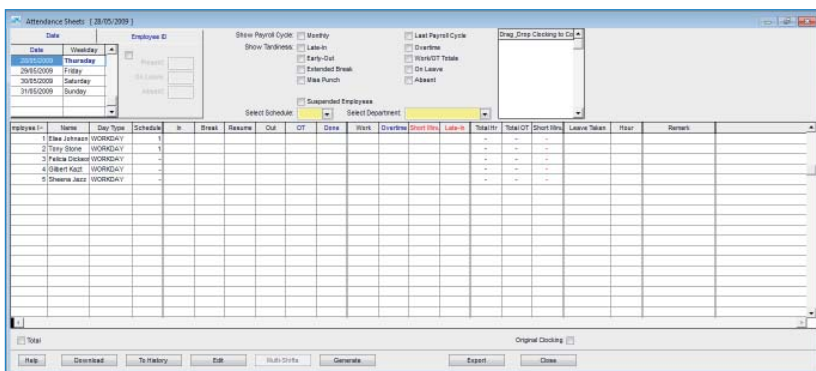 Attendance Sheets [ 28/05/2009 ]
Date Employee ID
Date Weekday
28/05/2009 Thursday
29/05/2009 Friday
30/05/2009 Saturday
31/05/2009 Sunday
Present:
On Leave:
Absent:
Show Payroll Cycle: Monthly Last Payroll Cycle
Show Tardiness: Late-In Overtime
Early-Out Work/OT Totals
Extended Break On Leave
Miss Punch Absent
Suspended Employees
Select Schedule: Select Department:
Drag ,Drop Clocking to Co
mployee I> Name Day Type Schedule In Break Resume Out OT Done Work Overtime Short Minu Late-In Total Hr Total OT Short Minu Leave Taken Hour Remark
1 Elsa Johnson WORKDAY 1 - - -
2 Tony Stone WORKDAY 1 - - -
3 Felicia Dickson WORKDAY - - - -
4 Gilbert Kazt WORKDAY - - - -
5 Sheena Jazz WORKDAY - - - -
Total Original Clocking
Help Download To History Edit Multi-Shifts Generate Export Close